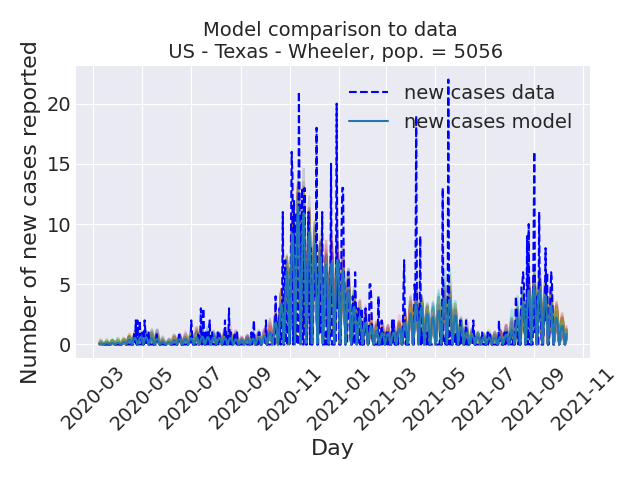 Model comparison to data
US - Texas - Wheeler, pop. = 5056
new cases data
new cases model
Number of new cases reported
20
15
10
5
0
2020-03
2020-05
2020-07
2020-09
2020-11
2021-01
2021-03
2021-05
2021-07
2021-09
2021-11
Day